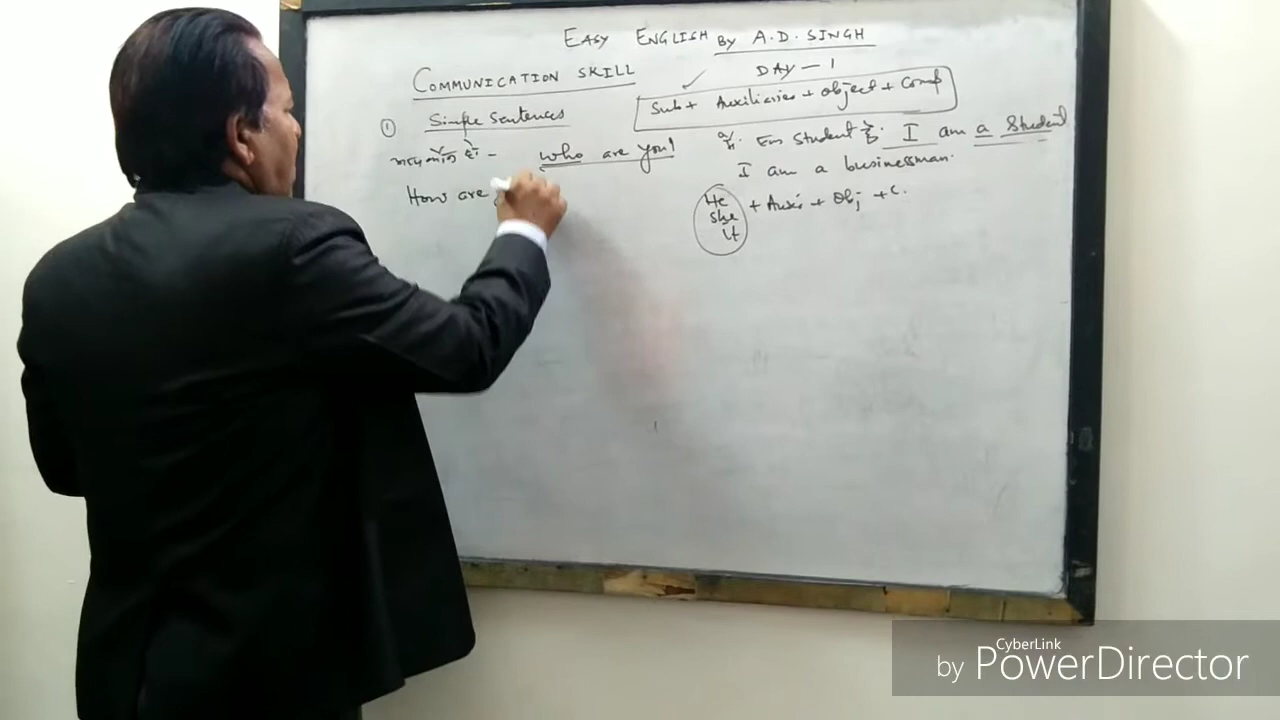 EASY ENGLISH BY A.D. SINGH
DAY - 1
COMMUNICATION SKILL
Sub + Auxiliaries + Object + Comp
① Simple Sentences
who are you?
Student I am a Student
I am a businessman.
How are
He
She
It
+ Auxi + Obj + C.
CyberLink
by PowerDirector